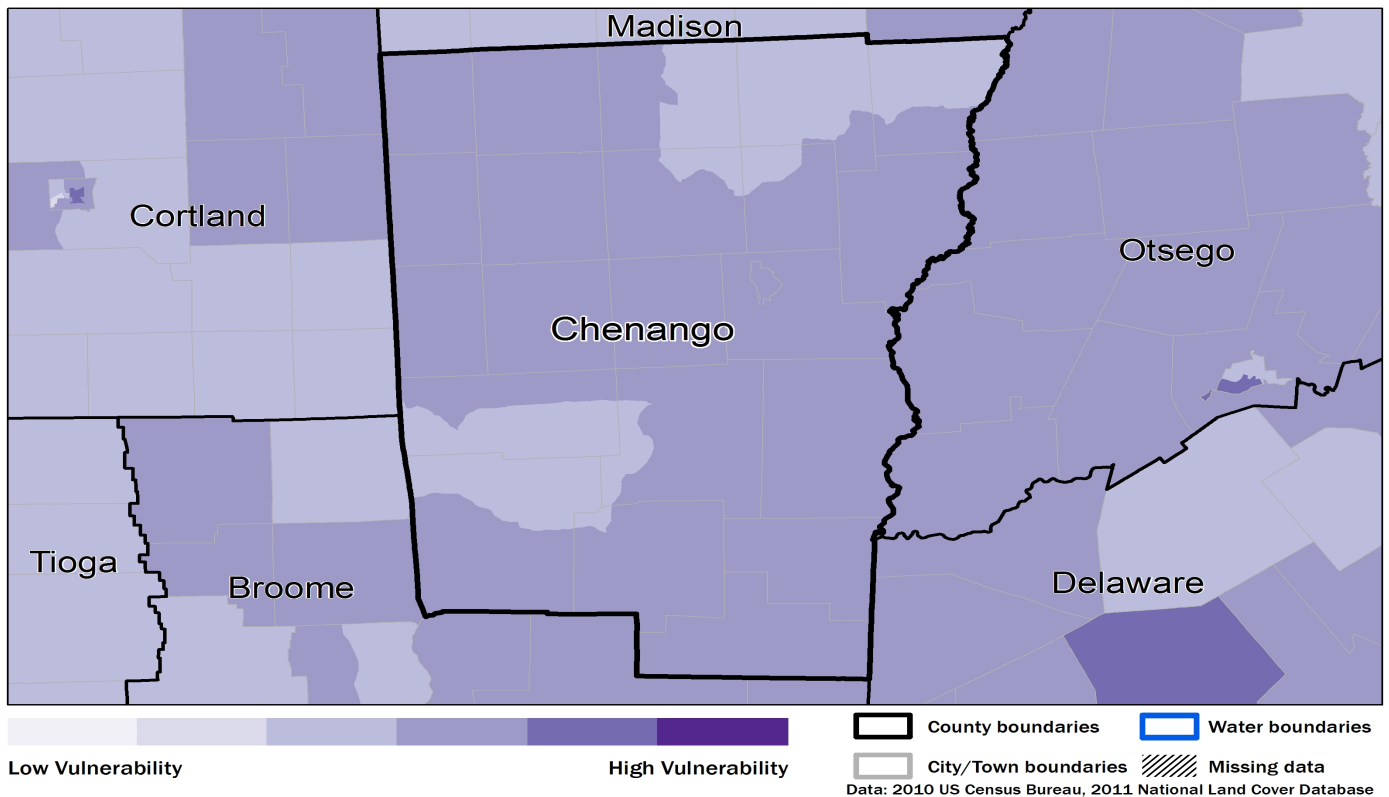 Madison
Cortland
Otsego
Chenango
Tioga
Broome
Delaware
Low Vulnerability
High Vulnerability
County boundaries
Water boundaries
City/Town boundaries
Missing data
Data: 2010 US Census Bureau, 2011 National Land Cover Database